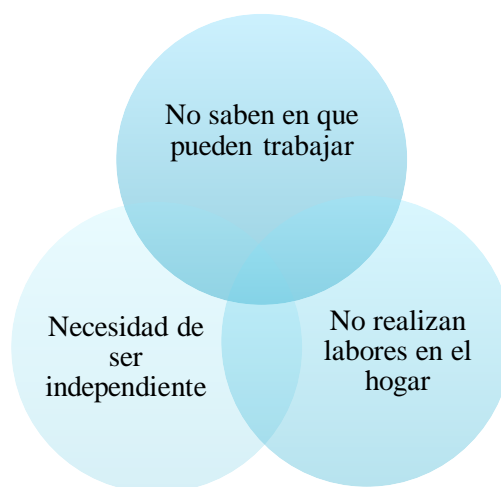 No saben en que
pueden trabajar
Necesidad de
ser
independiente
No realizan
labores en el
hogar